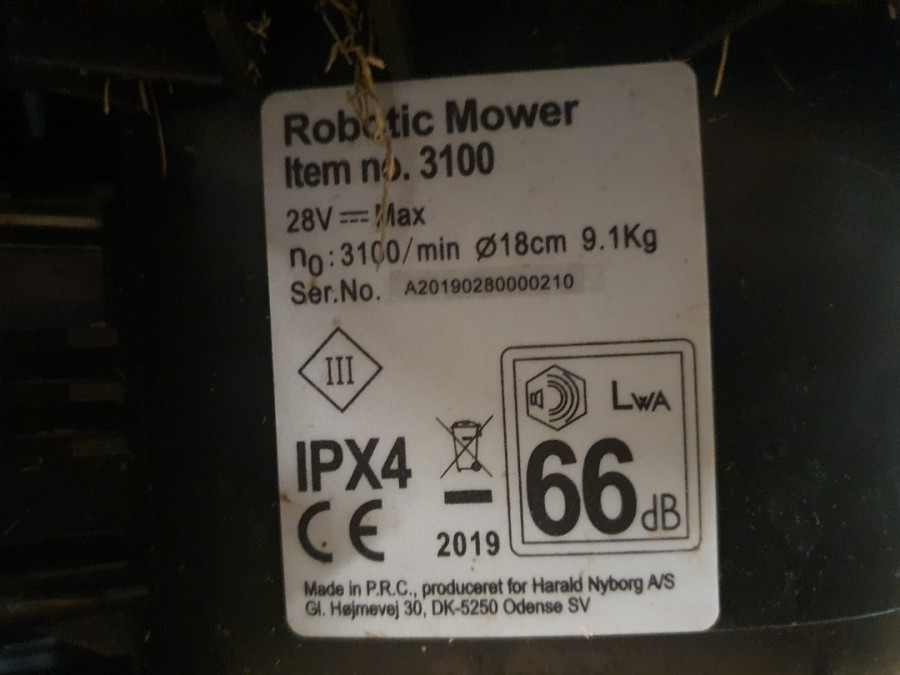 Robotic Mower
Item no. 3100
28V⎓Max
n₀:3100/min Ø18cm 9.1Kg
Ser.No. A20190280000210
III
LWA
IPX4
66dB
CE
2019
Made in P.R.C., produceret for Harald Nyborg A/S
Gl. Højmevej 30, DK-5250 Odense SV